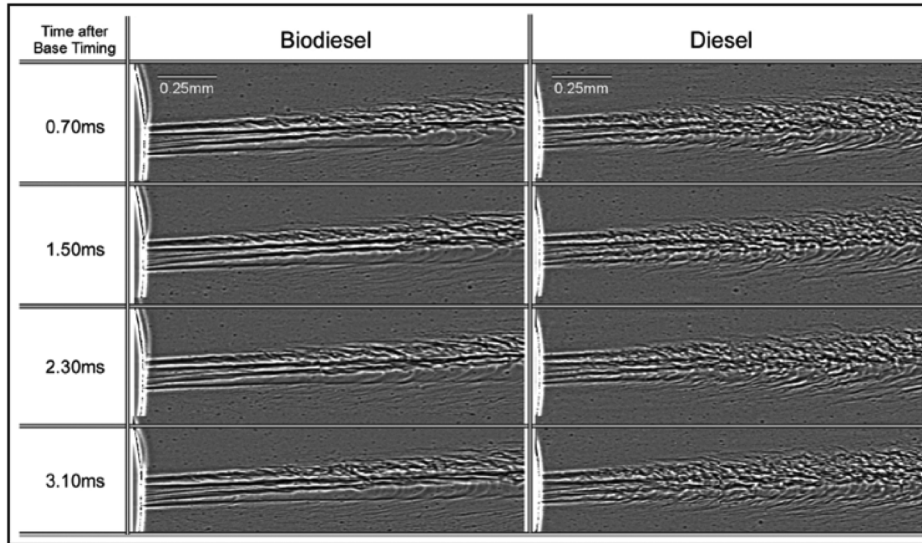 Time after
Base Timing
Biodiesel
Diesel
0.70ms
0.25mm
0.25mm
1.50ms
2.30ms
3.10ms